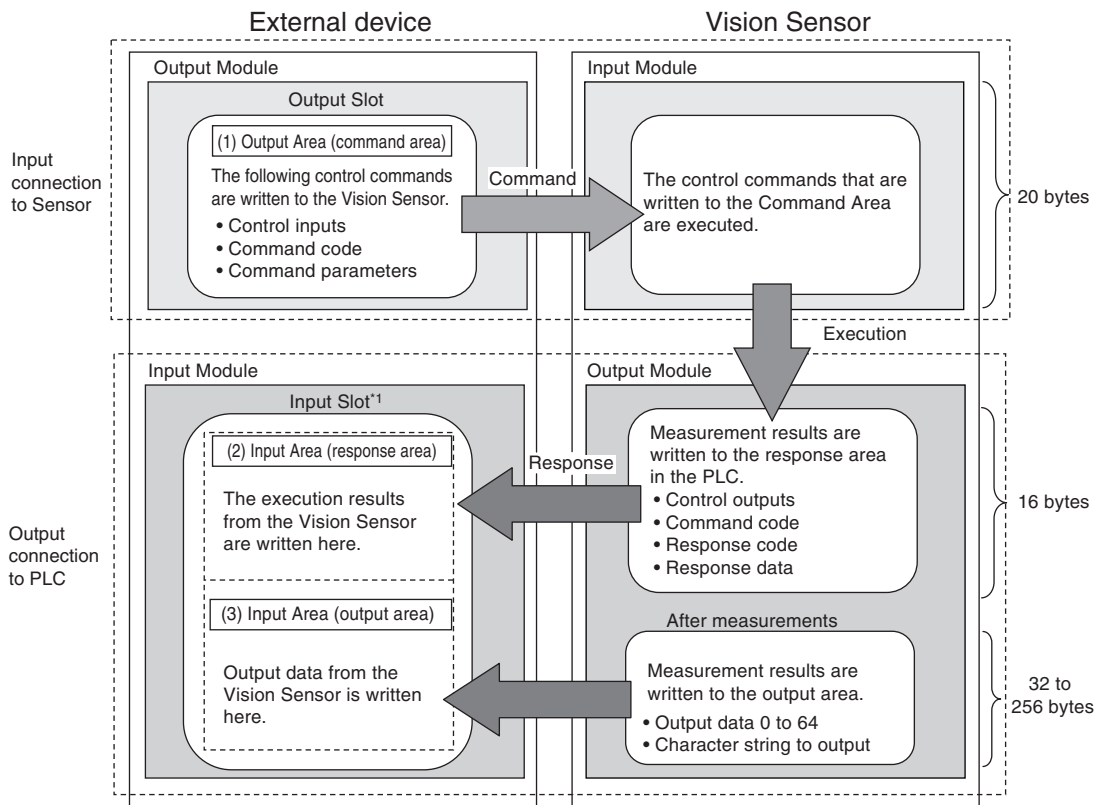 External device
Vision Sensor
Output Module
Input Module
Output Slot
(1) Output Area (command area)
The following control commands
are written to the Vision Sensor.
• Control inputs
• Command code
• Command parameters
Command
The control commands that are
written to the Command Area
are executed.
Input
connection
to Sensor
20 bytes
Execution
Input Module
Output Module
Input Slot*1
(2) Input Area (response area)
The execution results
from the Vision Sensor
are written here.
Response
Measurement results are
written to the response area
in the PLC.
• Control outputs
• Command code
• Response code
• Response data
16 bytes
Output
connection
to PLC
(3) Input Area (output area)
Output data from the
Vision Sensor is written
here.
After measurements
Measurement results are
written to the output area.
• Output data 0 to 64
• Character string to output
32 to
256 bytes